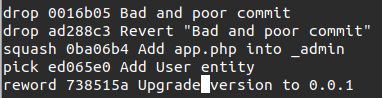 drop 0016b05 Bad and poor commit
drop ad288c3 Revert "Bad and poor commit"
squash 0ba06b4 Add app.php into _admin
pick ed065e0 Add User entity
reword 738515a Upgrade version to 0.0.1